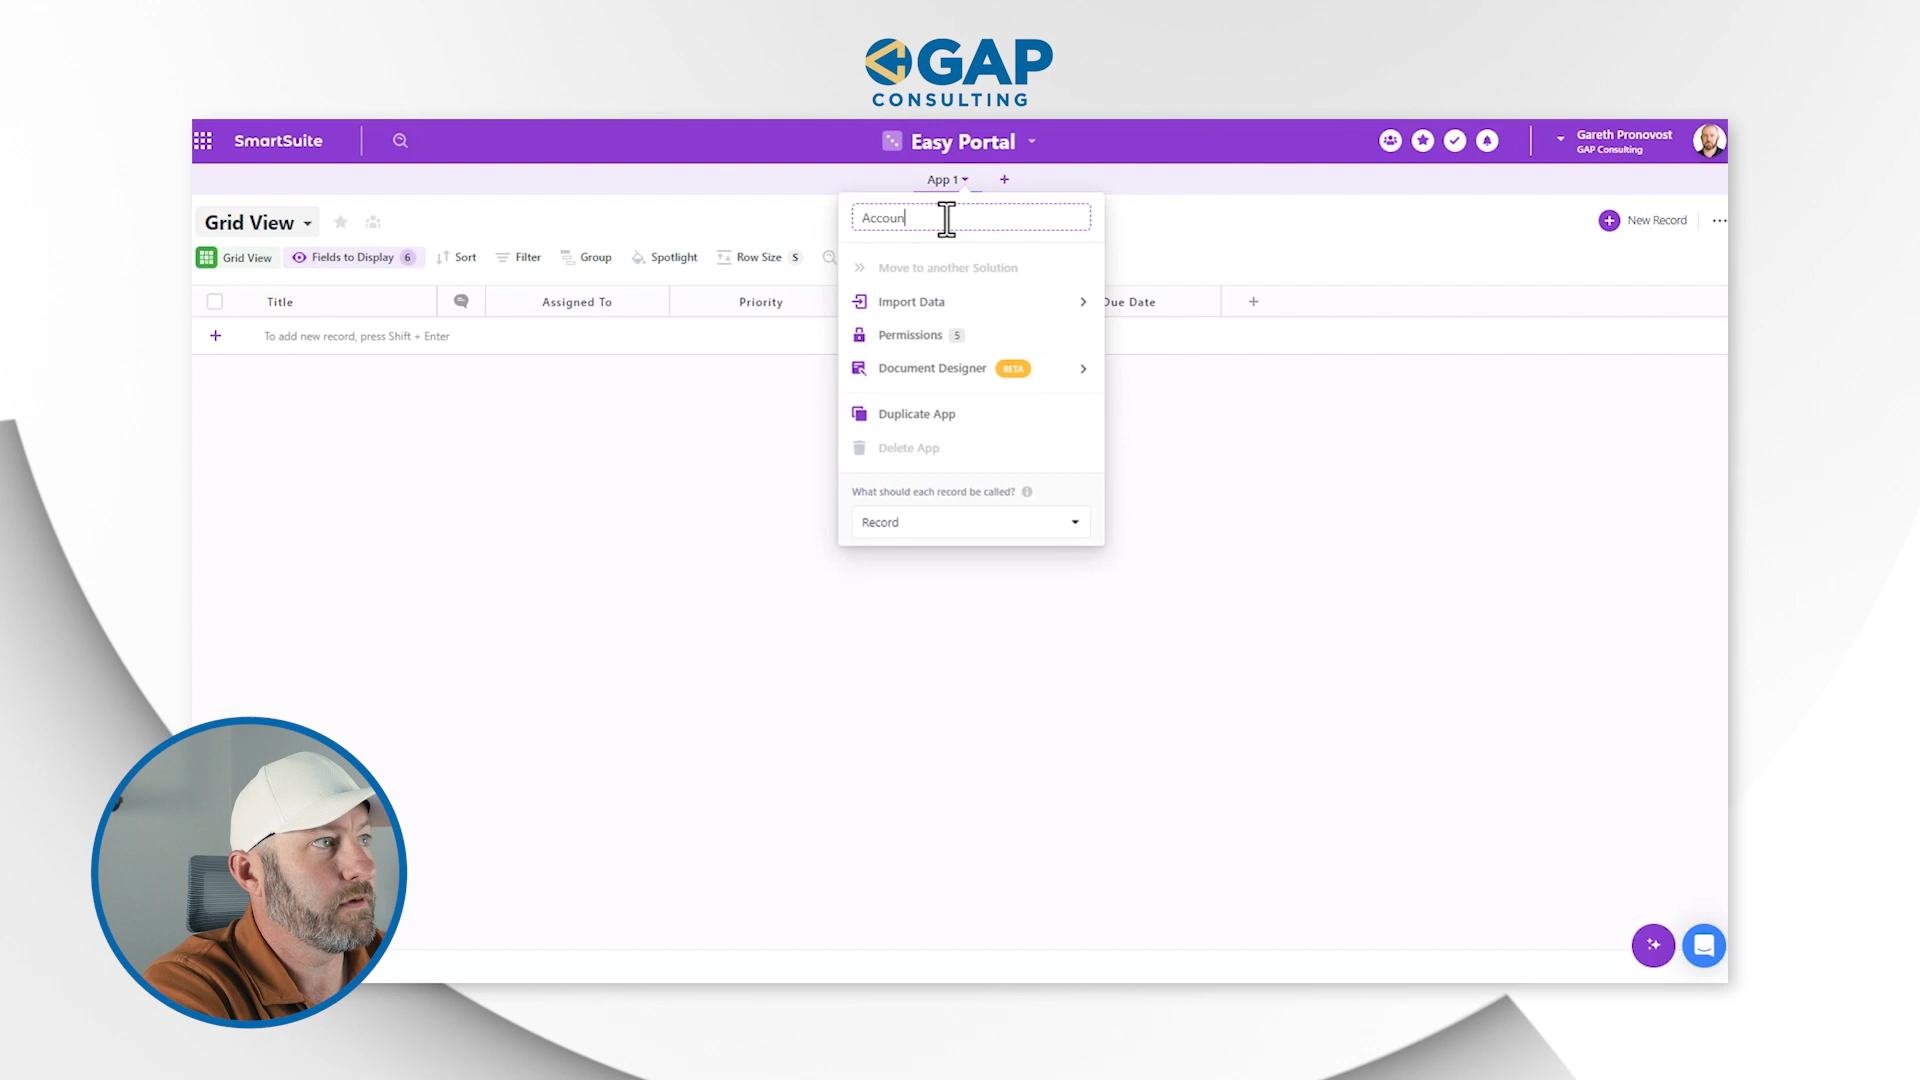 GAP
CONSULTING
SmartSuite
Easy Portal
Gareth Pronovost
GAP Consulting
App 1
Grid View
Accoun
New Record
Grid View
Fields to Display 6
Sort
Filter
Group
Spotlight
Row Size S
Move to another Solution
Title
Assigned To
Priority
Import Data
Due Date
To add new record, press Shift + Enter
Permissions 5
Document Designer BETA
Duplicate App
Delete App
What should each record be called?
Record